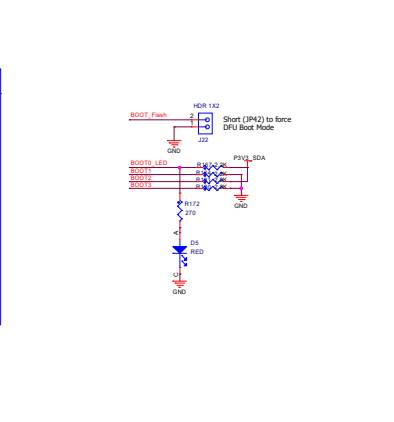 HDR 1X2
BOOT_Flash
2
1
Short (JP42) to force
DFU Boot Mode
J22
GND
P3V3_SDA
BOOT0_LED
BOOT1
BOOT2
BOOT3
GND
R172
270
A
D5
RED
C
GND